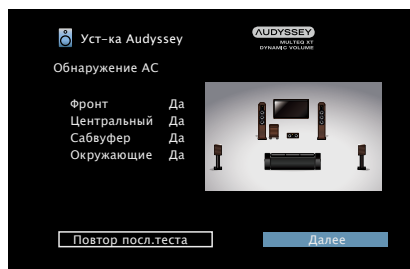 Уст-ка Audyssey
AUDYSSEY
MULTEQ XT
DYNAMIC VOLUME
Обнаружение АС
Фронт Да
Центральный Да
Сабвуфер Да
Окружающие Да
Повтор посл.теста
Далее